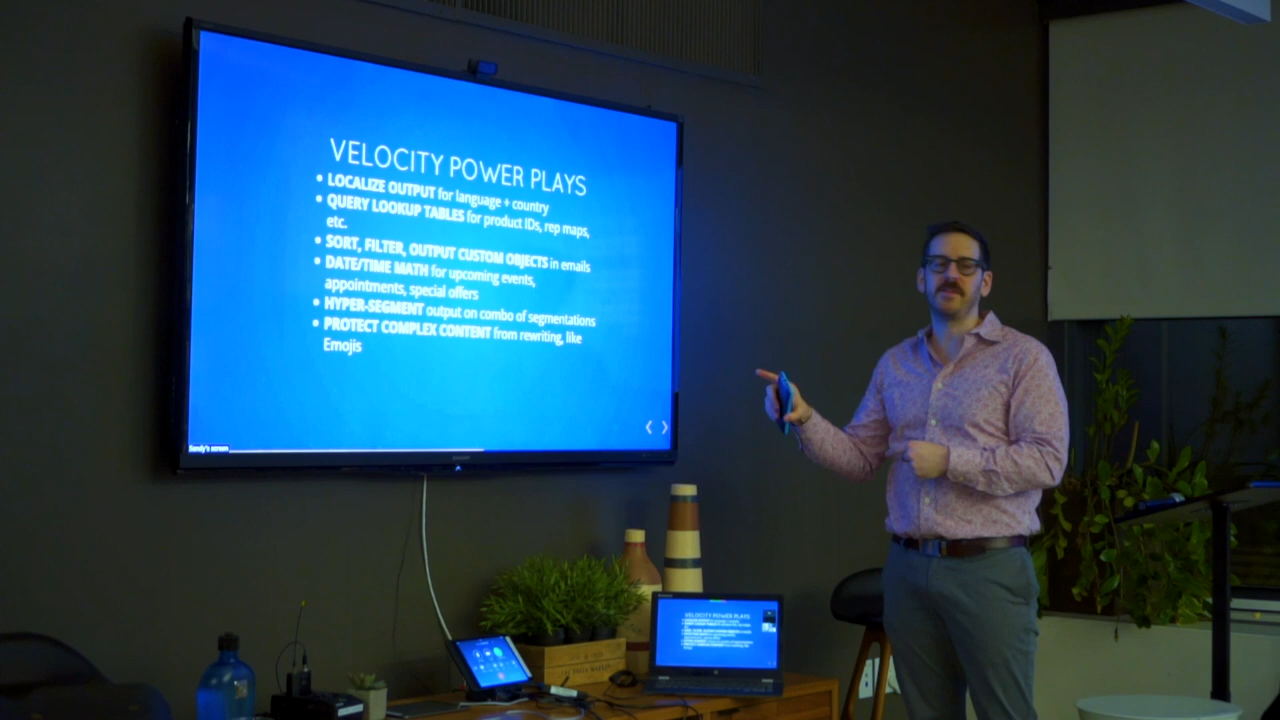 VELOCITY POWER PLAYS
• LOCALIZE OUTPUT for language + country
• QUERY LOOKUP TABLES for product IDs, rep maps,
etc.
• SORT, FILTER, OUTPUT CUSTOM OBJECTS in emails
• DATE/TIME MATH for upcoming events,
appointments, special offers
• HYPER-SEGMENT output on combo of segmentations
• PROTECT COMPLEX CONTENT from rewriting, like
Emojis
VELOCITY POWER PLAYS